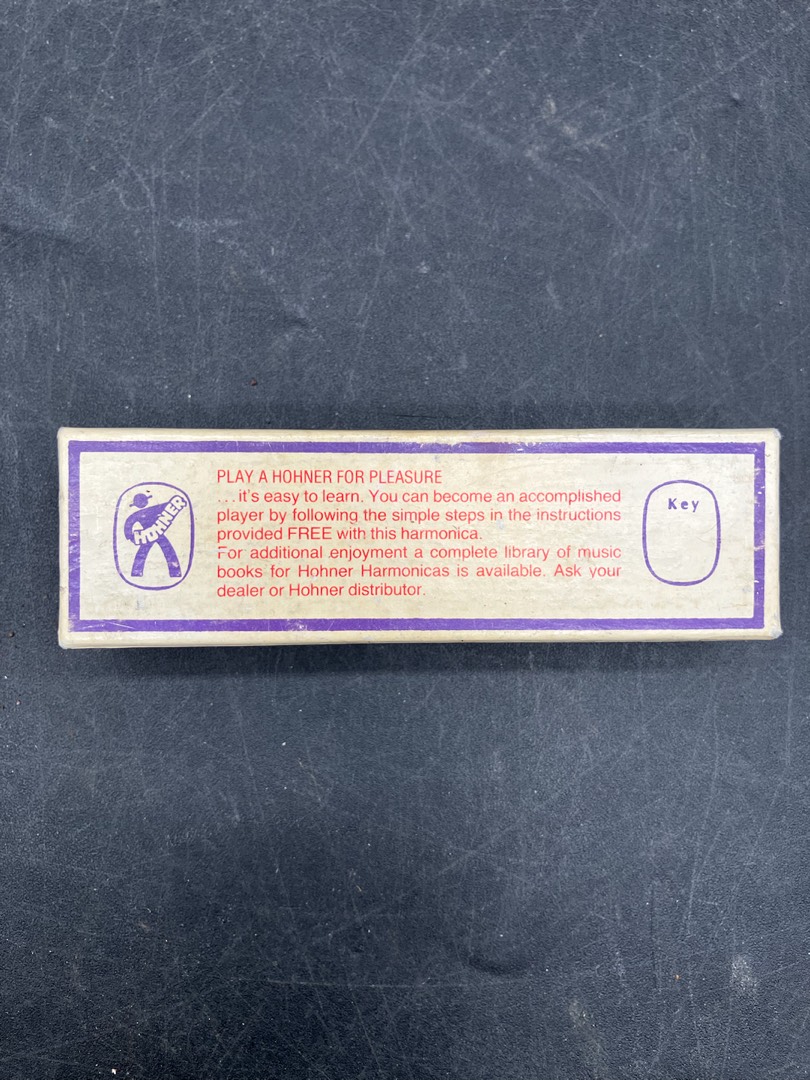 HOHNER
PLAY A HOHNER FOR PLEASURE
...it's easy to learn. You can become an accomplished
player by following the simple steps in the instructions
provided FREE with this harmonica.
For additional enjoyment a complete library of music
books for Hohner Harmonicas is available. Ask your
dealer or Hohner distributor.
Key